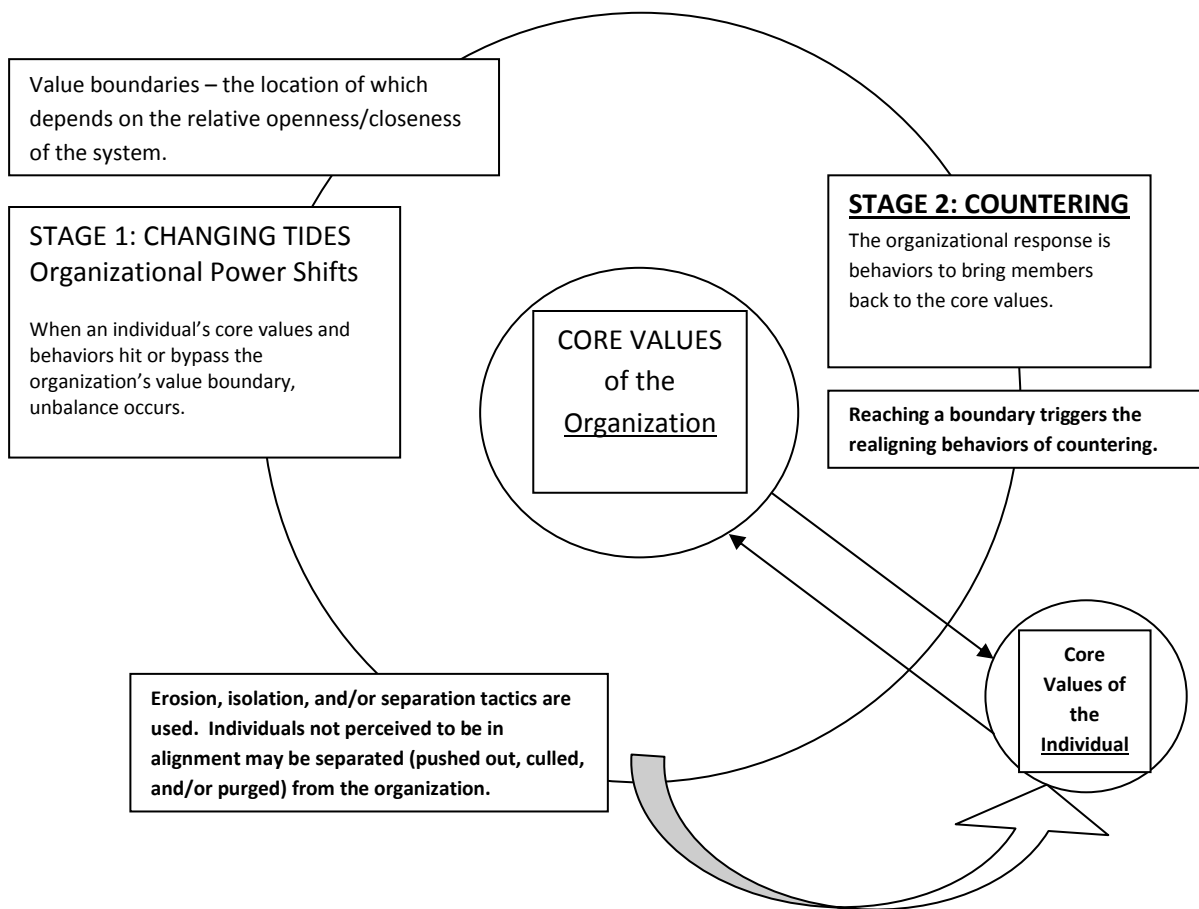 Value boundaries – the location of which
depends on the relative openness/closeness
of the system.
STAGE 1: CHANGING TIDES
Organizational Power Shifts
When an individual’s core values and
behaviors hit or bypass the
organization’s value boundary,
unbalance occurs.
STAGE 2: COUNTERING
The organizational response is
behaviors to bring members
back to the core values.
CORE VALUES
of the
Organization
Reaching a boundary triggers the
realigning behaviors of countering.
Core
Values of
the
Individual
Erosion, isolation, and/or separation tactics are
used.  Individuals not perceived to be in
alignment may be separated (pushed out, culled,
and/or purged) from the organization.